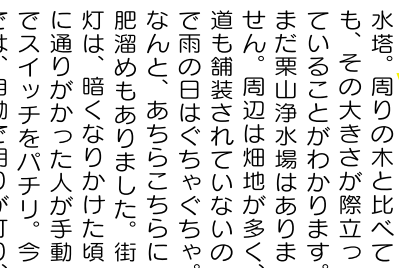 水塔。周りの木と比べて
も、その大きさが際立っ
ていることがわかります。
まだ栗山浄水場はありま
せん。周辺は畑地が多く、
道も舗装されていないの
で雨の日はぐちゃぐちゃ。
なんと、あちらこちらに
肥溜めもありました。街
灯は、暗くなりかけた頃
に通りがかった人が手動
でスイッチをパチリ。今